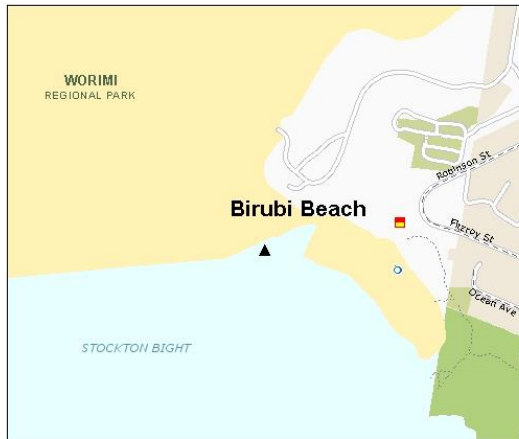 WORIMI
REGIONAL PARK
Robinson St
Birubi Beach
Fitzroy St
Ocean Ave
STOCKTON BIGHT